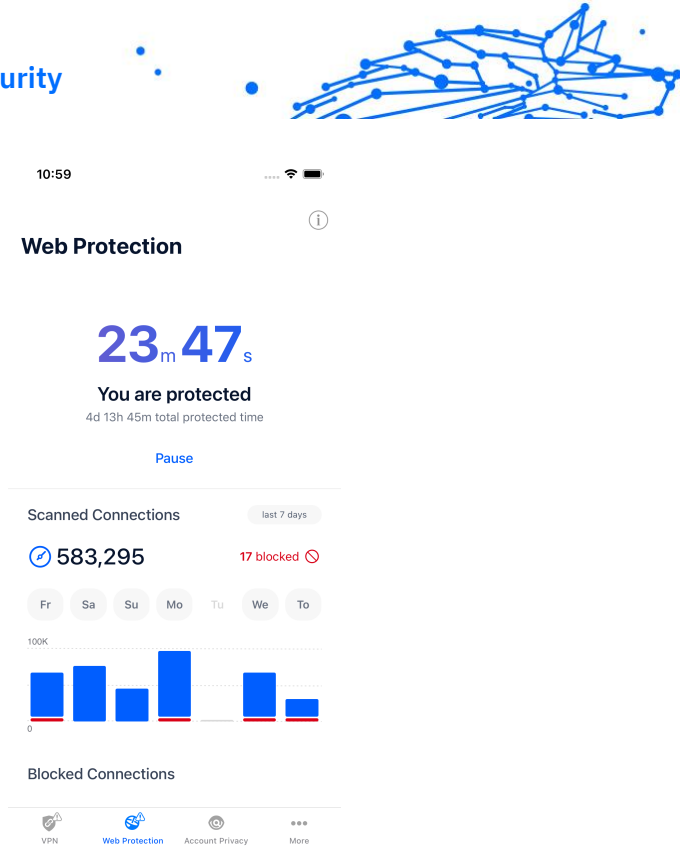 urity
10:59
Web Protection
23m 47s
You are protected
4d 13h 45m total protected time
Pause
Scanned Connections
last 7 days
583,295
17 blocked
Fr Sa Su Mo Tu We To
100K
0
Blocked Connections
VPN Web Protection Account Privacy More